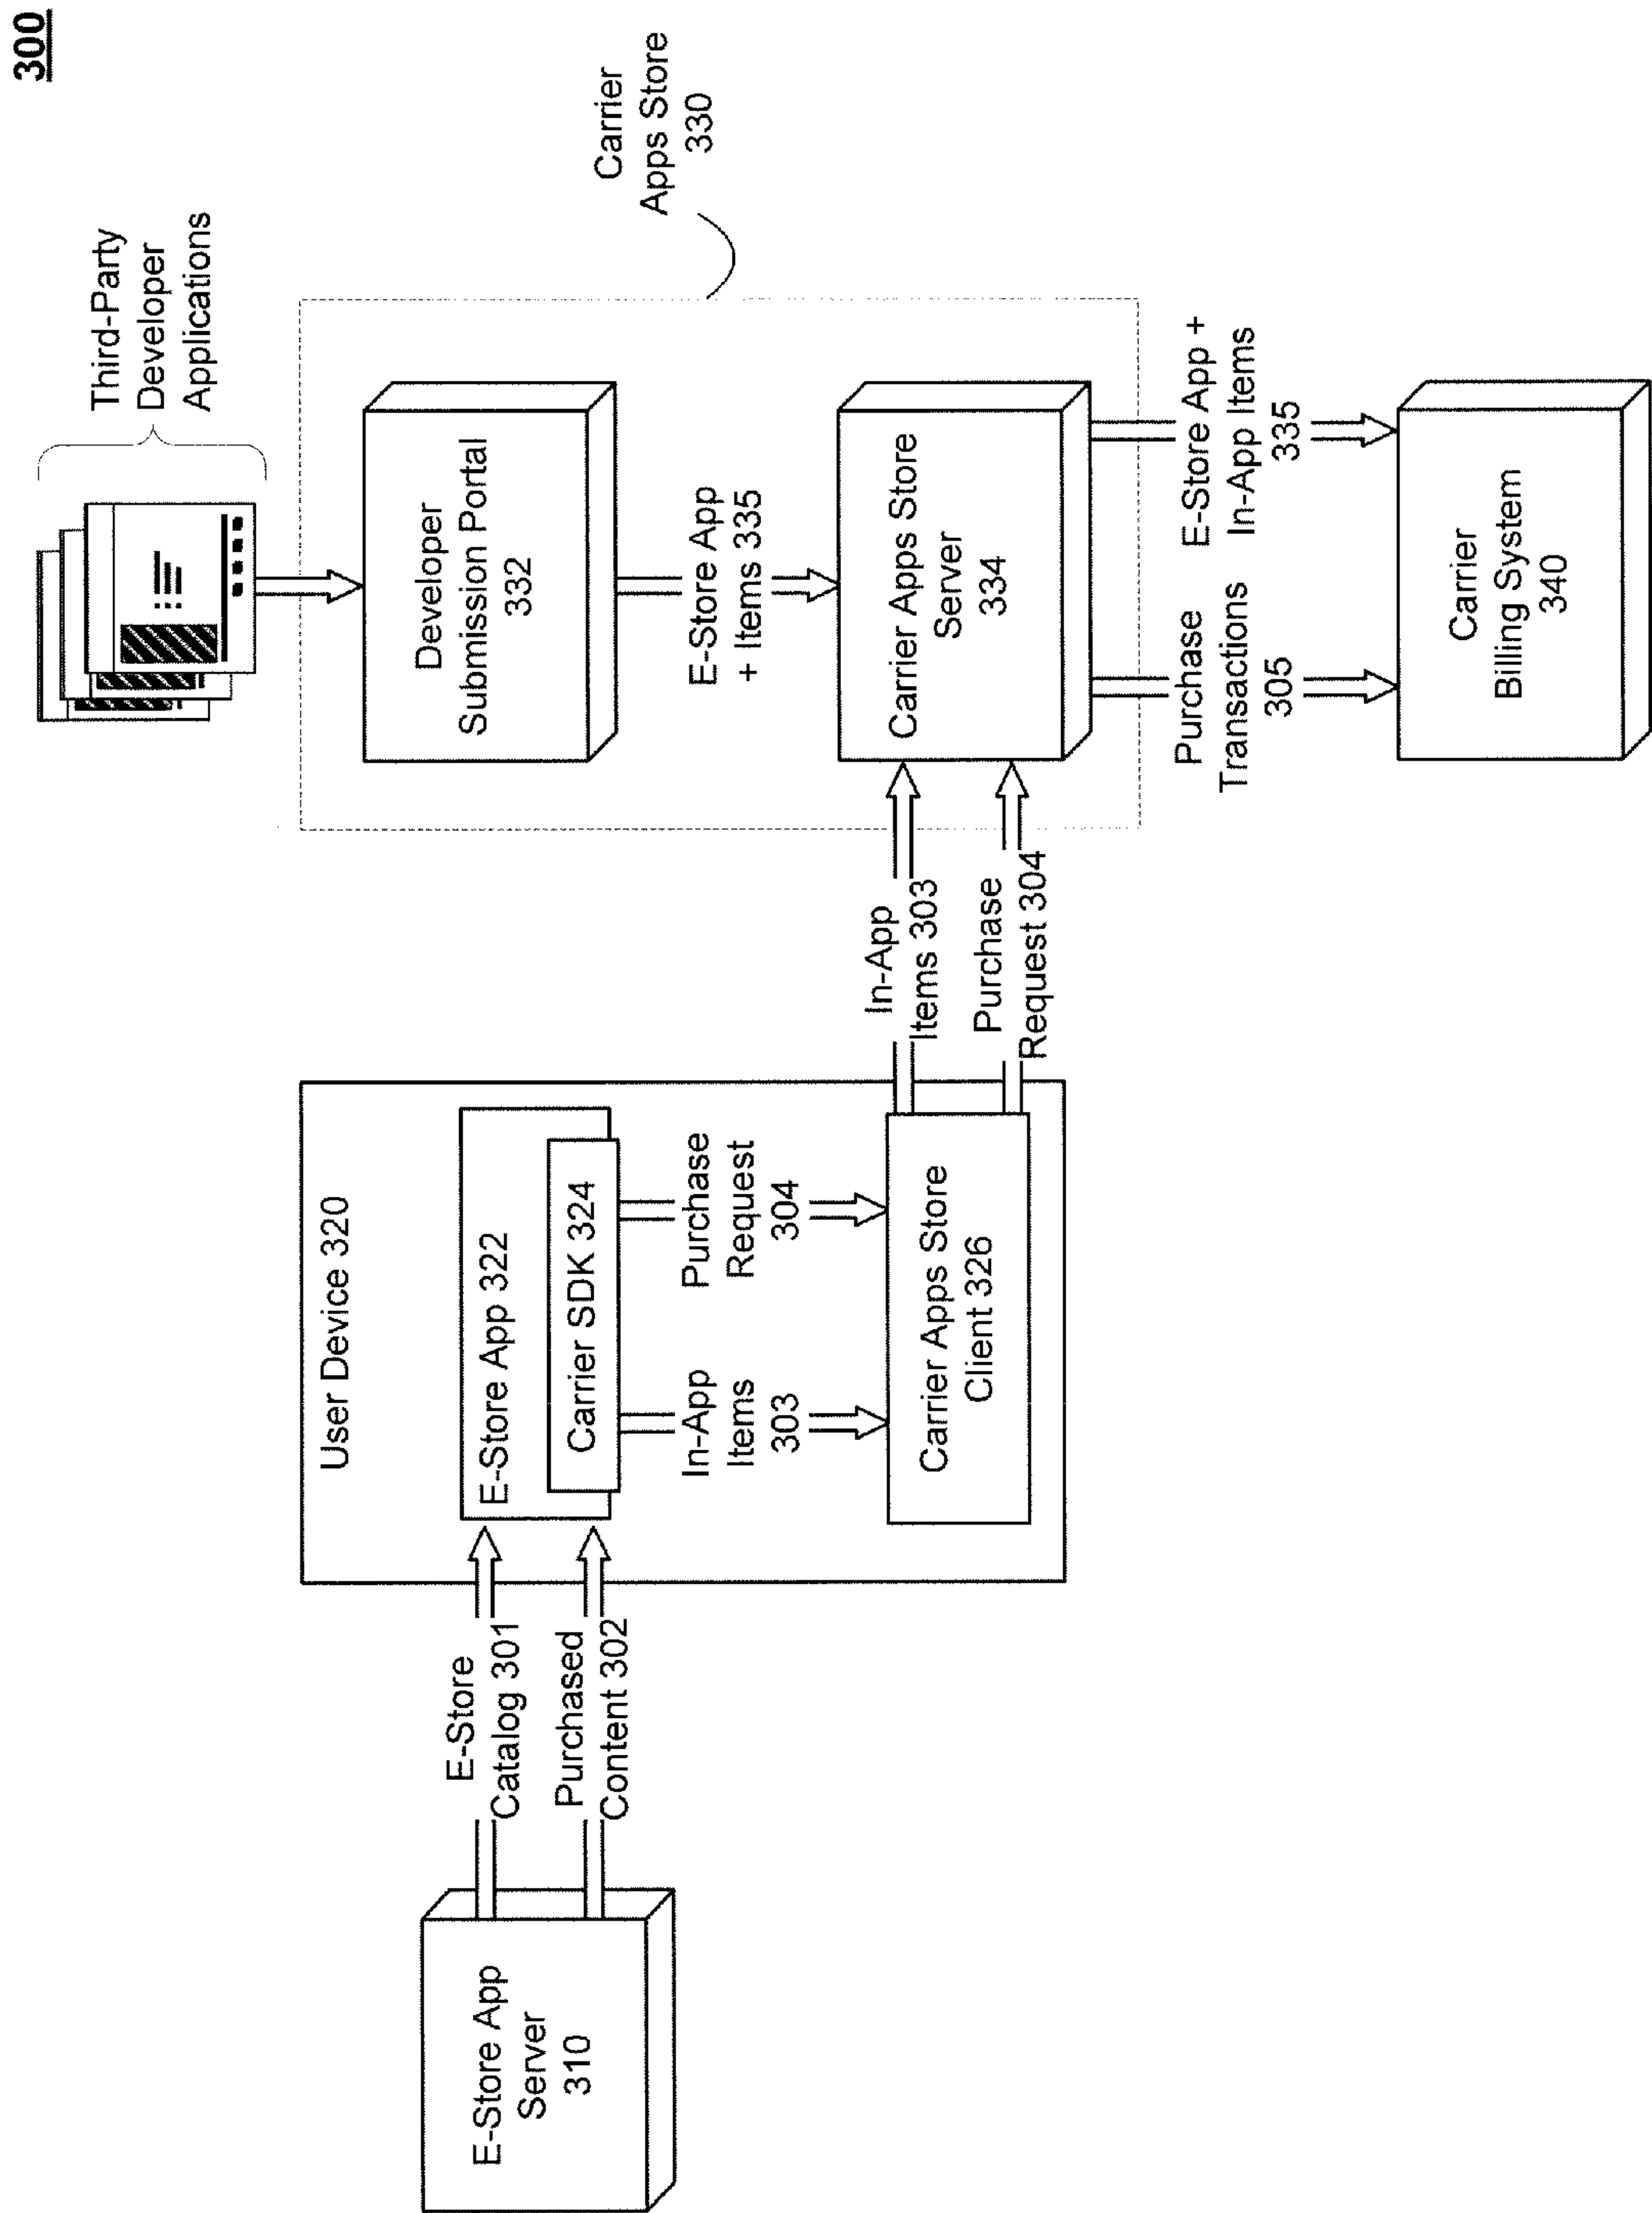 300
Third-Party
Developer
Applications
Carrier
Apps Store
330
Developer
Submission Portal
332
E-Store App
+ Items 335
Carrier Apps Store
Server
334
Purchase
Transactions
305
E-Store App +
In-App Items
335
Carrier
Billing System
340
In-App
Items 303
Purchase
Request 304
User Device 320
E-Store App 322
Carrier SDK 324
In-App
Items
303
Purchase
Request
304
Carrier Apps Store
Client 326
E-Store
Catalog 301
Purchased
Content 302
E-Store App
Server
310